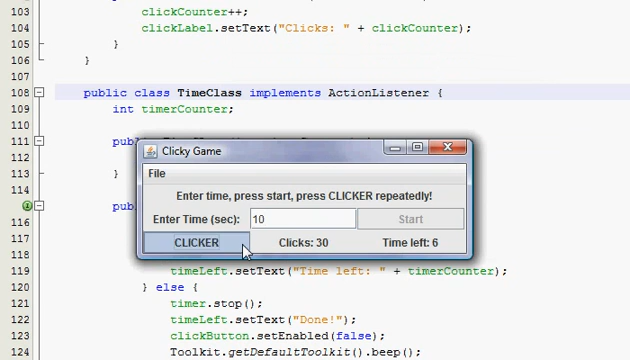 103 clickCounter++;
104 clickLabel.setText("Clicks: " + clickCounter);
105 }
106 }
107
108 public class TimeClass implements ActionListener {
109 int timerCounter;
110
111 pub
112
113 }
114
pub
116
117
118
119 timeLeft.setText("Time left: " + timerCounter);
120 } else {
121 timer.stop();
122 timeLeft.setText("Done!");
123 clickButton.setEnabled(false);
124 Toolkit.getDefaultToolkit().beep();
Clicky Game
File
Enter time, press start, press CLICKER repeatedly!
Enter Time (sec): 10 Start
CLICKER Clicks: 30 Time left: 6